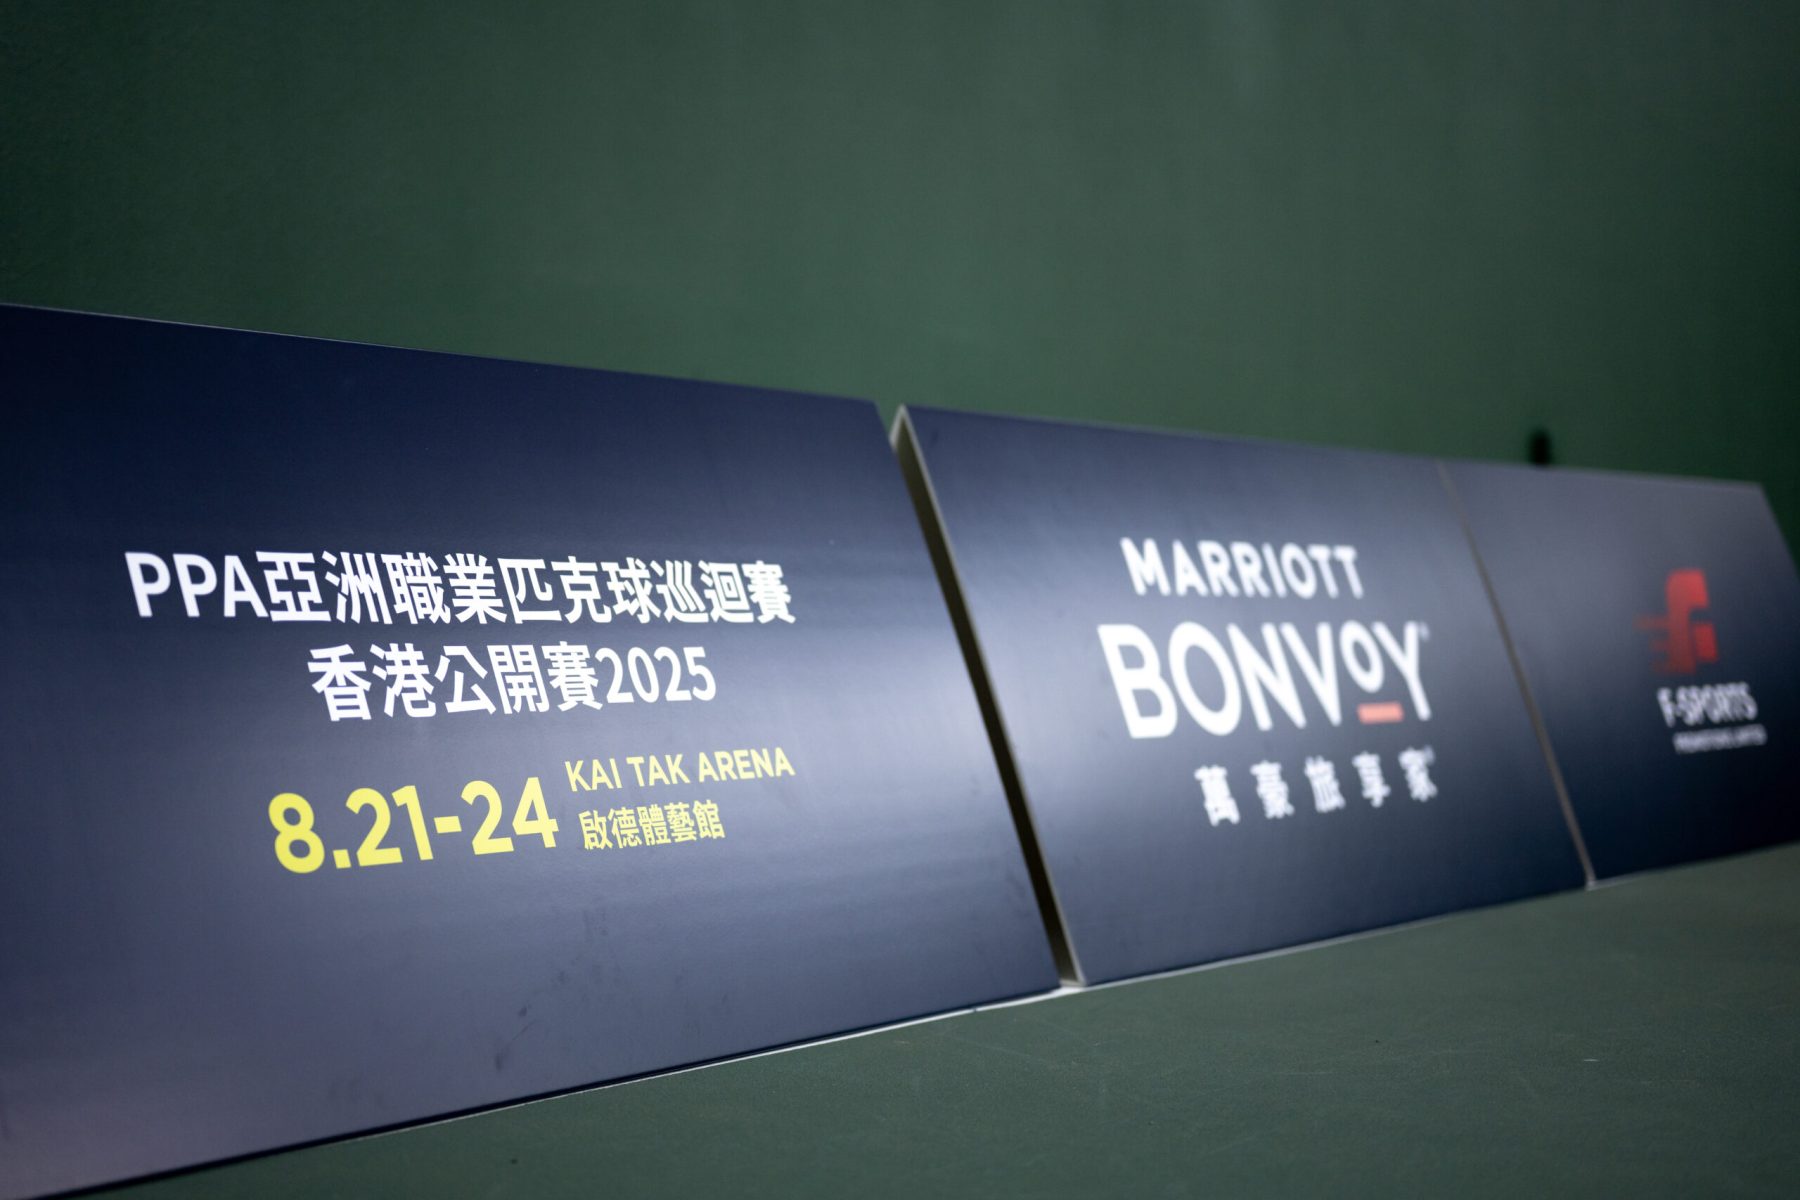 PPA亞洲職業匹克球巡迴賽
香港公開賽2025
8.21-24
KAI TAK ARENA
啟德體藝館
MARRIOTT
BONVOY
萬豪旅享家
F-SPORTS
PROMOTIONS LIMITED